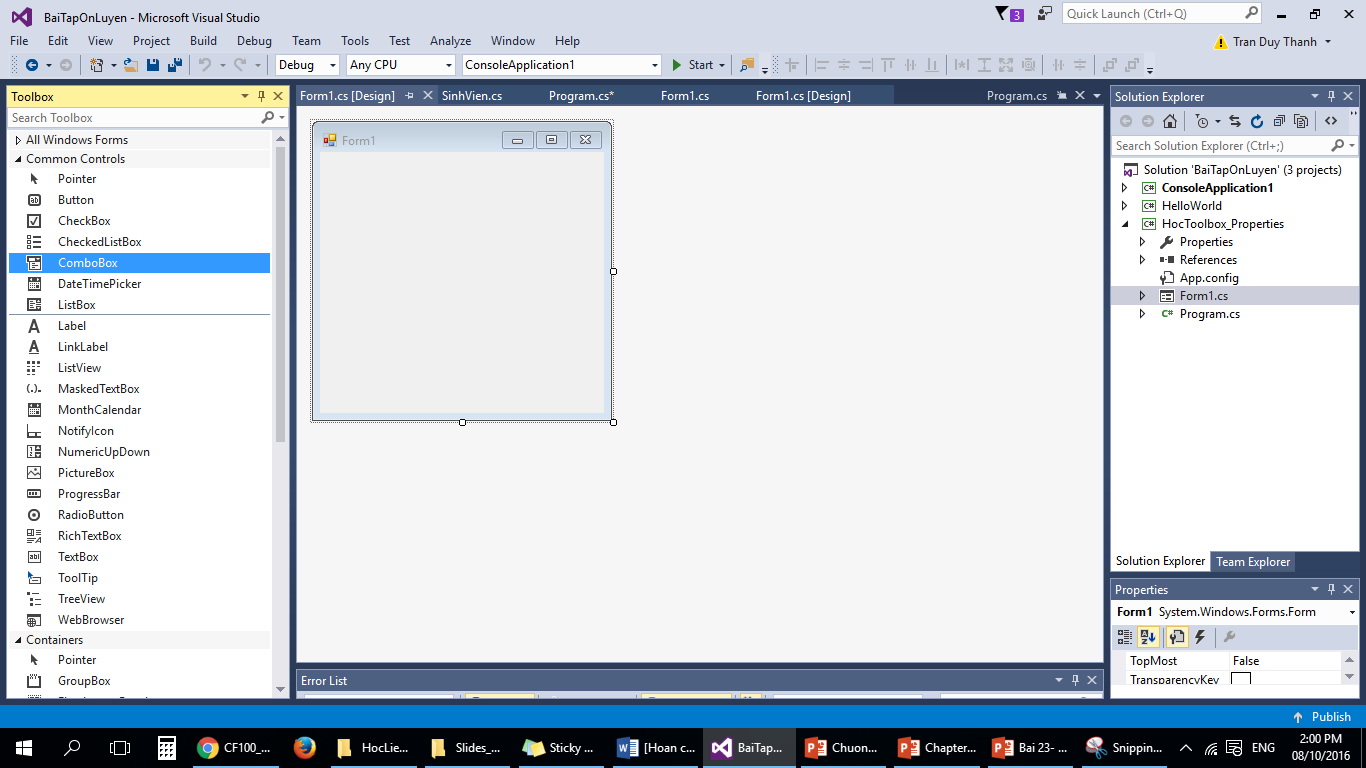 BaiTapOnLuyen - Microsoft Visual Studio
3
Quick Launch (Ctrl+Q)
File Edit View Project Build Debug Team Tools Test Analyze Window Help
Tran Duy Thanh
Debug Any CPU ConsoleApplication1 Start
Toolbox
Search Toolbox
All Windows Forms
Common Controls
Pointer
Button
CheckBox
CheckedListBox
ComboBox
DateTimePicker
ListBox
Label
LinkLabel
ListView
MaskedTextBox
MonthCalendar
NotifyIcon
NumericUpDown
PictureBox
ProgressBar
RadioButton
RichTextBox
TextBox
ToolTip
TreeView
WebBrowser
Containers
Pointer
GroupBox
Form1.cs [Design] SinhVien.cs Program.cs* Form1.cs Form1.cs [Design] Program.cs
Form1
Error List
Solution Explorer
Search Solution Explorer (Ctrl+;)
Solution 'BaiTapOnLuyen' (3 projects)
C# ConsoleApplication1
C# HelloWorld
C# HocToolbox_Properties
Properties
References
App.config
Form1.cs
C# Program.cs
Solution Explorer Team Explorer
Properties
Form1 System.Windows.Forms.Form
TopMost False
TransparencyKey
Publish
CF100_... HocLie... Slides_... Sticky ... [Hoan c... BaiTap... Chuon... Chapter... Bai 23- ... Snippin... ENG
2:00 PM
08/10/2016